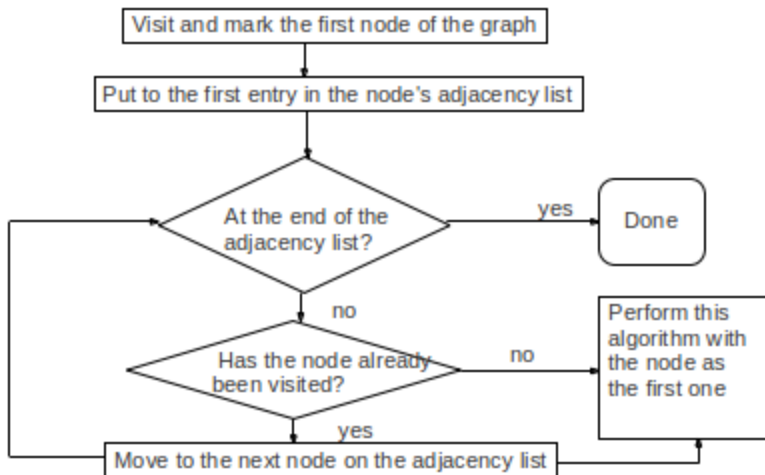 Visit and mark the first node of the graph
Put to the first entry in the node's adjacency list
At the end of the
adjacency list?
yes
Done
no
Has the node already
been visited?
no
Perform this
algorithm with
the node as
the first one
yes
Move to the next node on the adjacency list